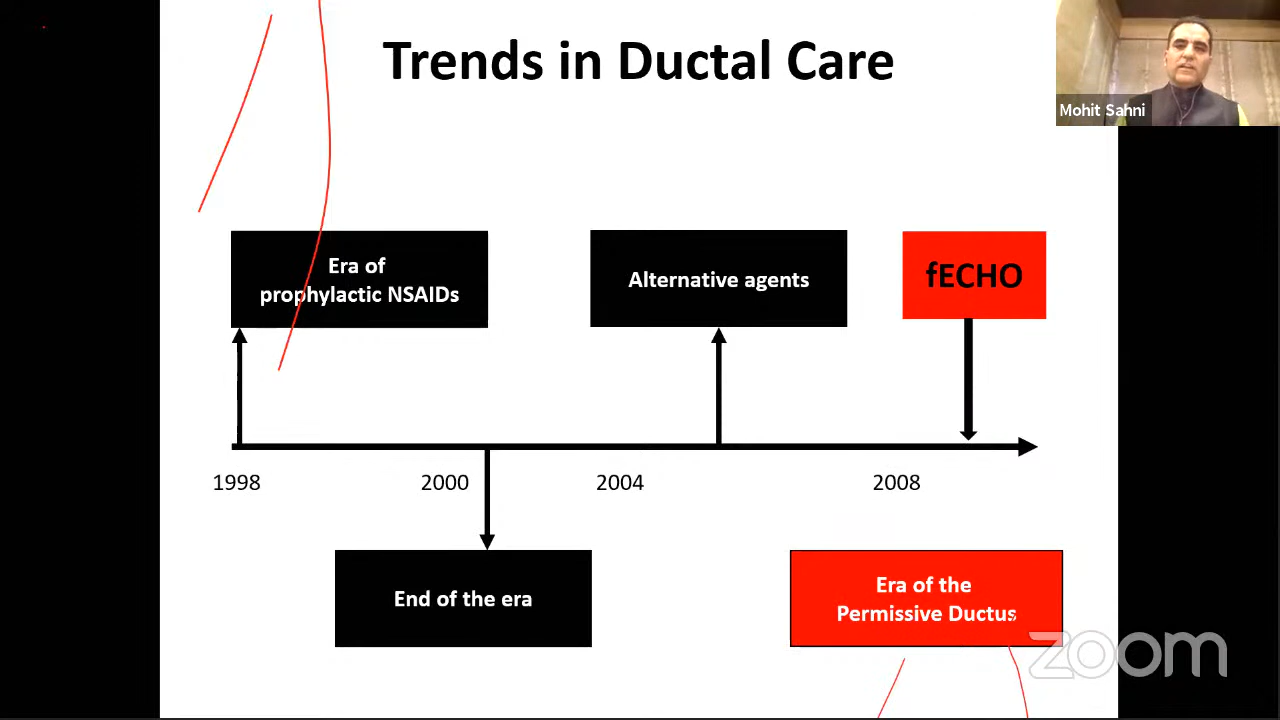 Trends in Ductal Care
Mohit Sahni
Era of
prophylactic NSAIDs
Alternative agents
fECHO
1998
2000
2004
2008
End of the era
Era of the
Permissive Ductus
zoom